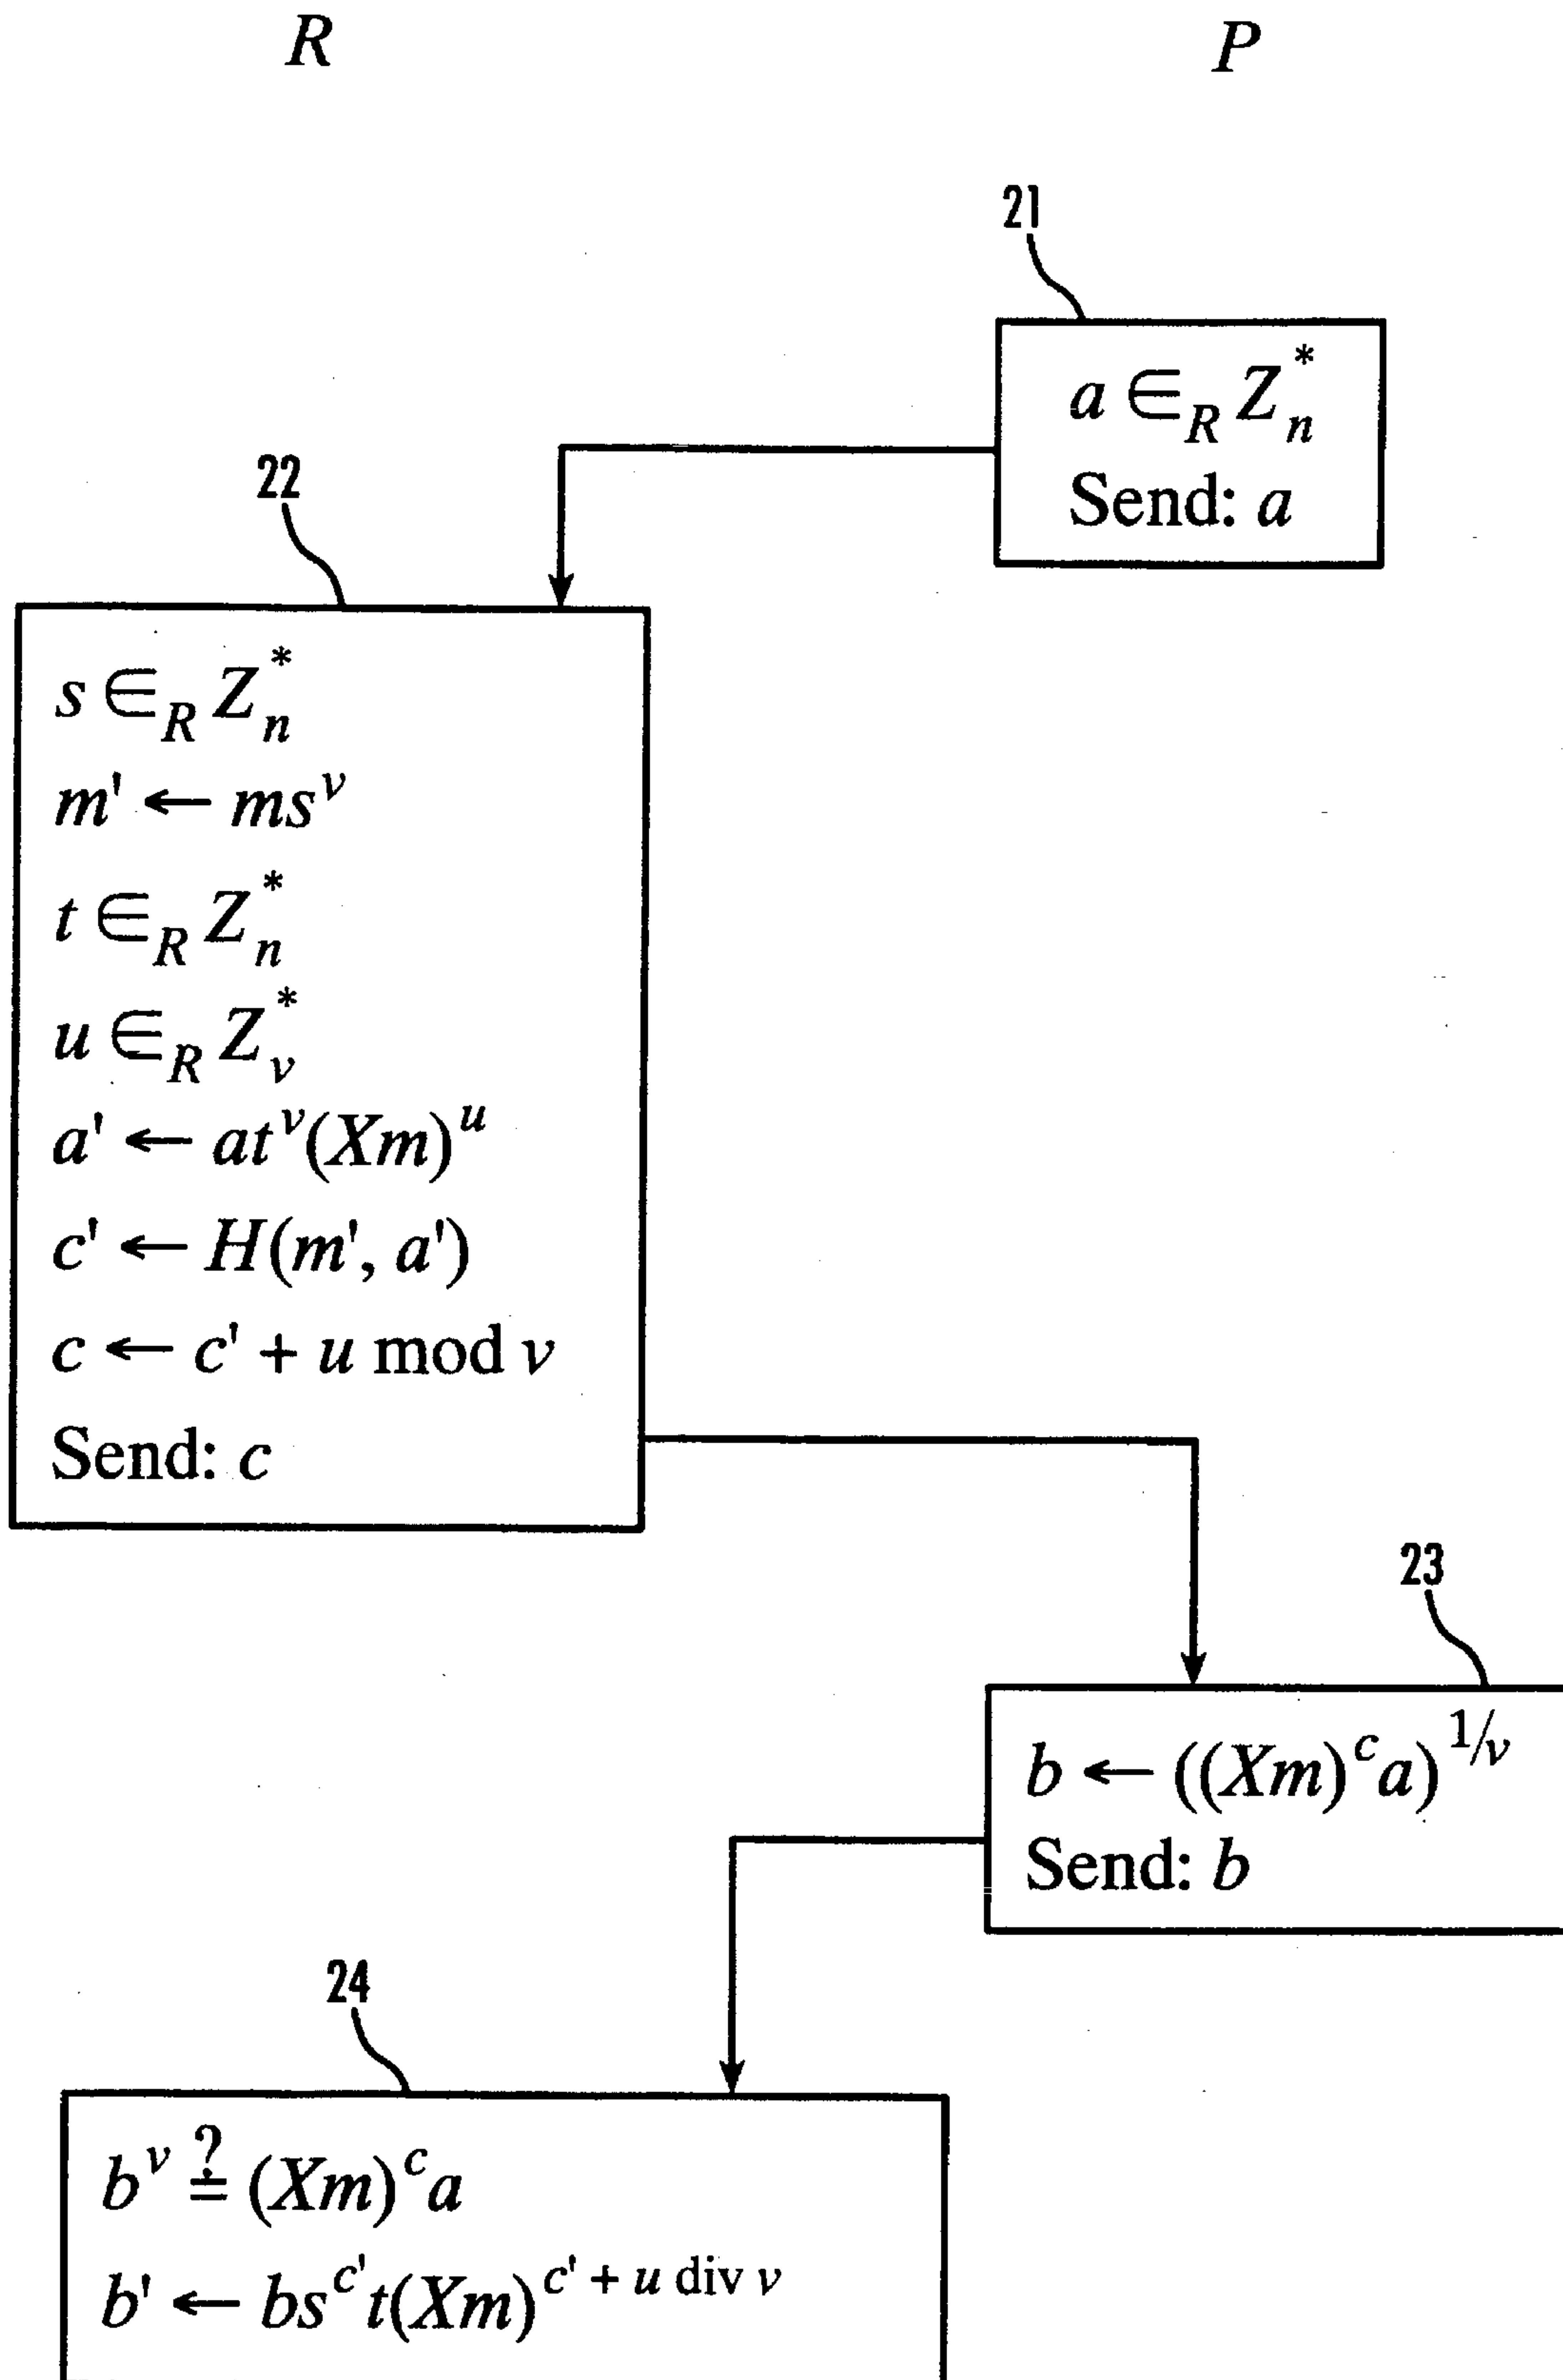 R P
21
a ∈_R Z_n^*
Send: a
22
s ∈_R Z_n^*
m' ← ms^v
t ∈_R Z_n^*
u ∈_R Z_v^*
a' ← at^v(Xm)^u
c' ← H(m', a')
c ← c' + u mod v
Send: c
23
b ← ((Xm)^c a)^{1/v}
Send: b
24
b^v ≟ (Xm)^c a
b' ← bs^{c'}t(Xm)^{c' + u div v}